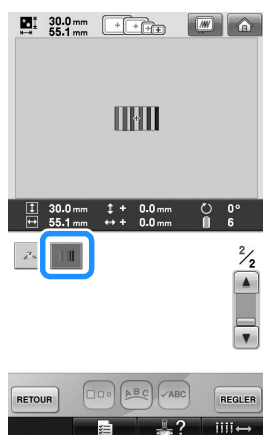 30.0 mm
55.1 mm
30.0 mm + 0.0 mm 0°
55.1 mm + 0.0 mm 6
2/2
RETOUR ABC ABC REGLER
?